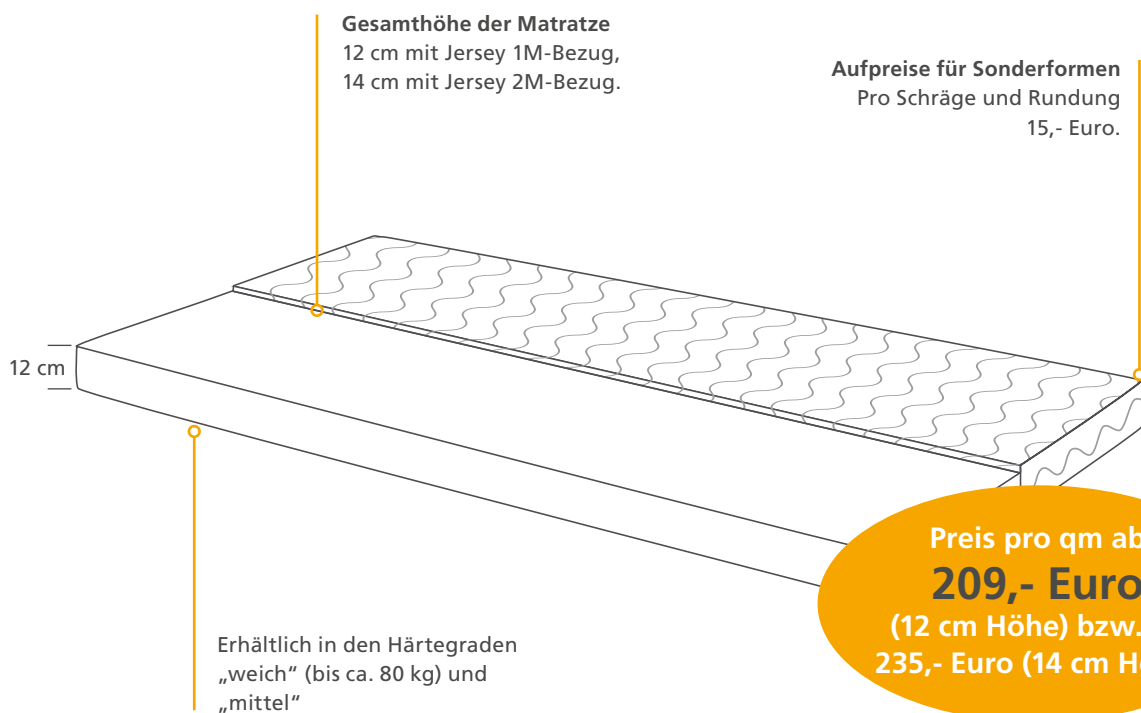 Gesamthöhe der Matratze
12 cm mit Jersey 1M-Bezug,
14 cm mit Jersey 2M-Bezug.
Aufpreise für Sonderformen
Pro Schräge und Rundung
15,- Euro.
12 cm
Preis pro qm ab
209,- Euro
(12 cm Höhe) bzw.
235,- Euro (14 cm
Erhältlich in den Härtegraden
„weich“ (bis ca. 80 kg) und
„mittel“